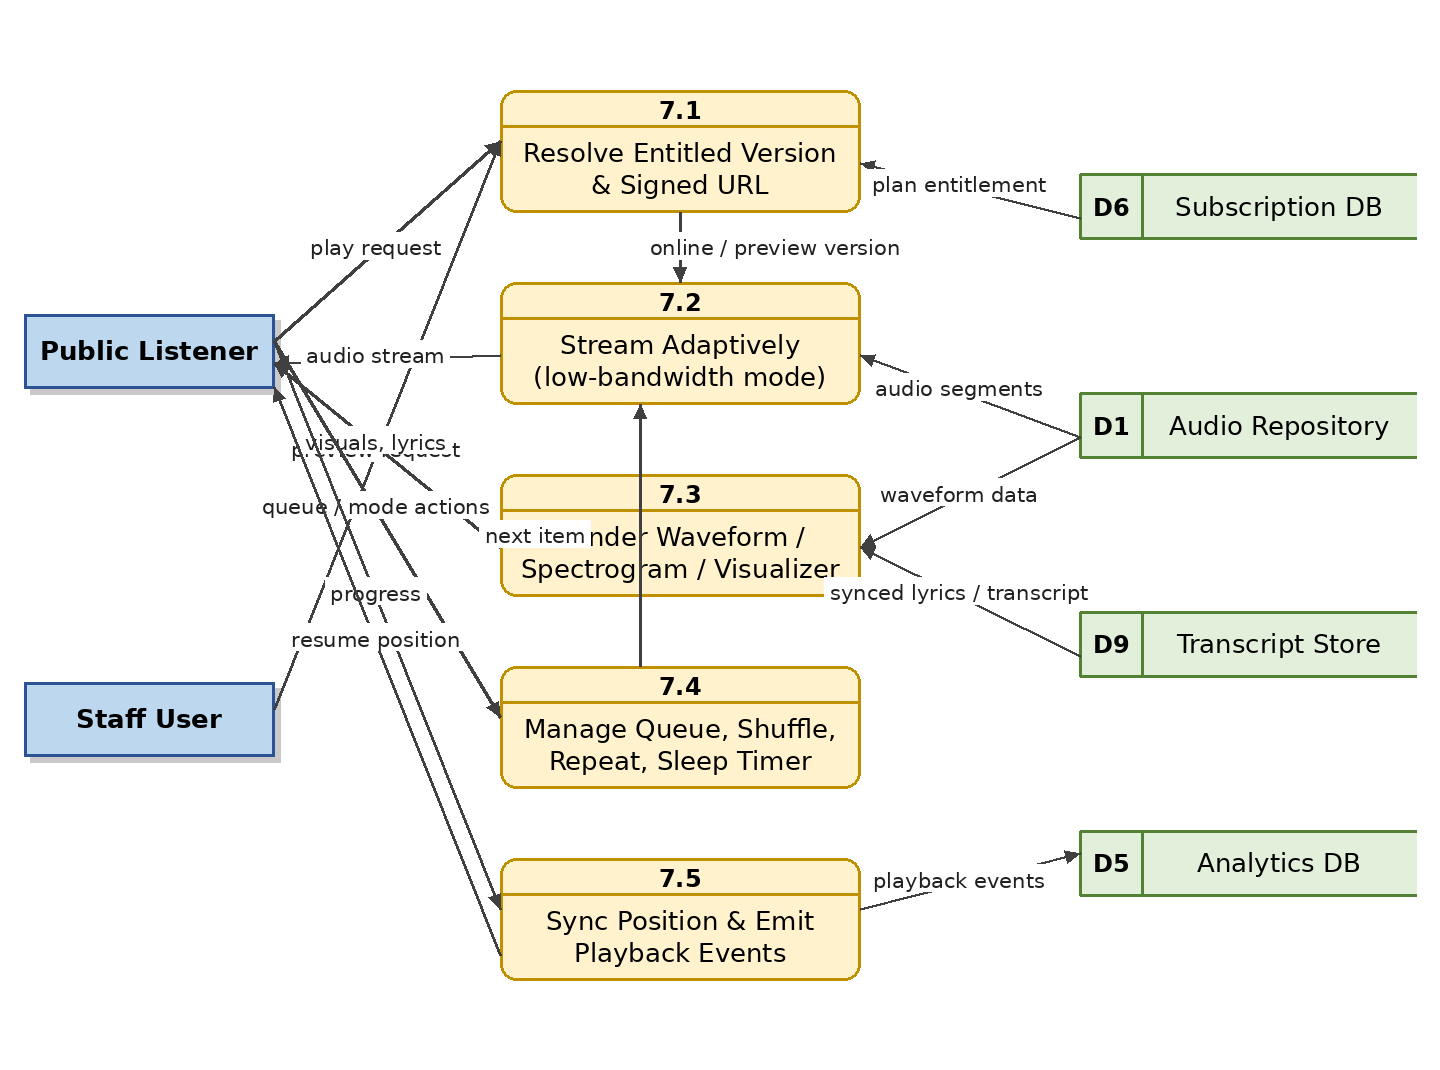 7.1
Resolve Entitled Version
& Signed URL
plan entitlement
D6
Subscription DB
play request
online / preview version
7.2
Public Listener
audio stream
Stream Adaptively
(low-bandwidth mode)
audio segments
D1
Audio Repository
visuals, lyrics
preview request
7.3
waveform data
queue / mode actions
next item
Waveform /
Spectrogram / Visualizer
synced lyrics / transcript
progress
resume position
D9
Transcript Store
7.4
Staff User
Manage Queue, Shuffle,
Repeat, Sleep Timer
7.5
playback events
D5
Analytics DB
Sync Position & Emit
Playback Events